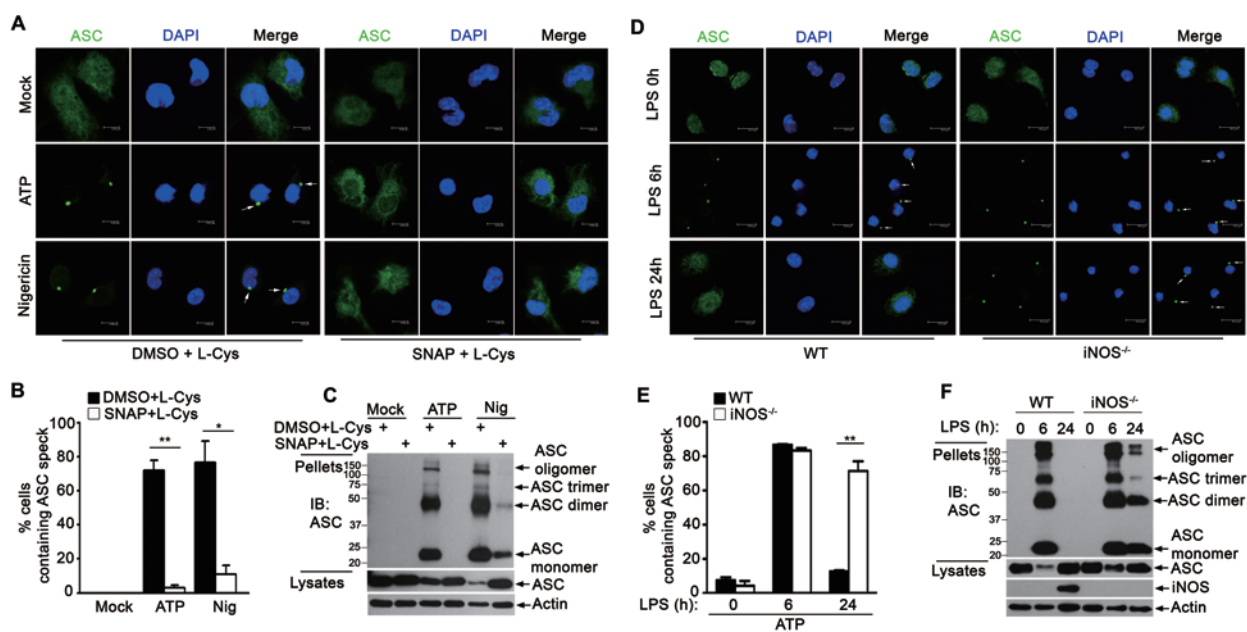 A
ASC DAPI Merge ASC DAPI Merge
Mock
ATP
Nigericin
DMSO + L-Cys SNAP + L-Cys
D
ASC DAPI Merge ASC DAPI Merge
LPS 0h
LPS 6h
LPS 24h
WT iNOS-/-
B
DMSO+L-Cys
SNAP+L-Cys
% cells
containing ASC speck
100
80
60
40
20
0
** *
Mock ATP Nig
C
Mock ATP Nig
DMSO+L-Cys + + +
SNAP+L-Cys + + +
Pellets
IB:
ASC
150
100
75
50
37
25
20
ASC
oligomer
ASC trimer
ASC dimer
ASC
monomer
Lysates
ASC
Actin
E
WT
iNOS-/-
% cells
containing ASC speck
100
80
60
40
20
0
**
LPS (h): 0 6 24
ATP
F
WT iNOS-/-
LPS (h): 0 6 24 0 6 24
Pellets
IB:
ASC
150
100
75
50
37
25
20
ASC
oligomer
ASC trimer
ASC dimer
ASC
monomer
Lysates
ASC
iNOS
Actin